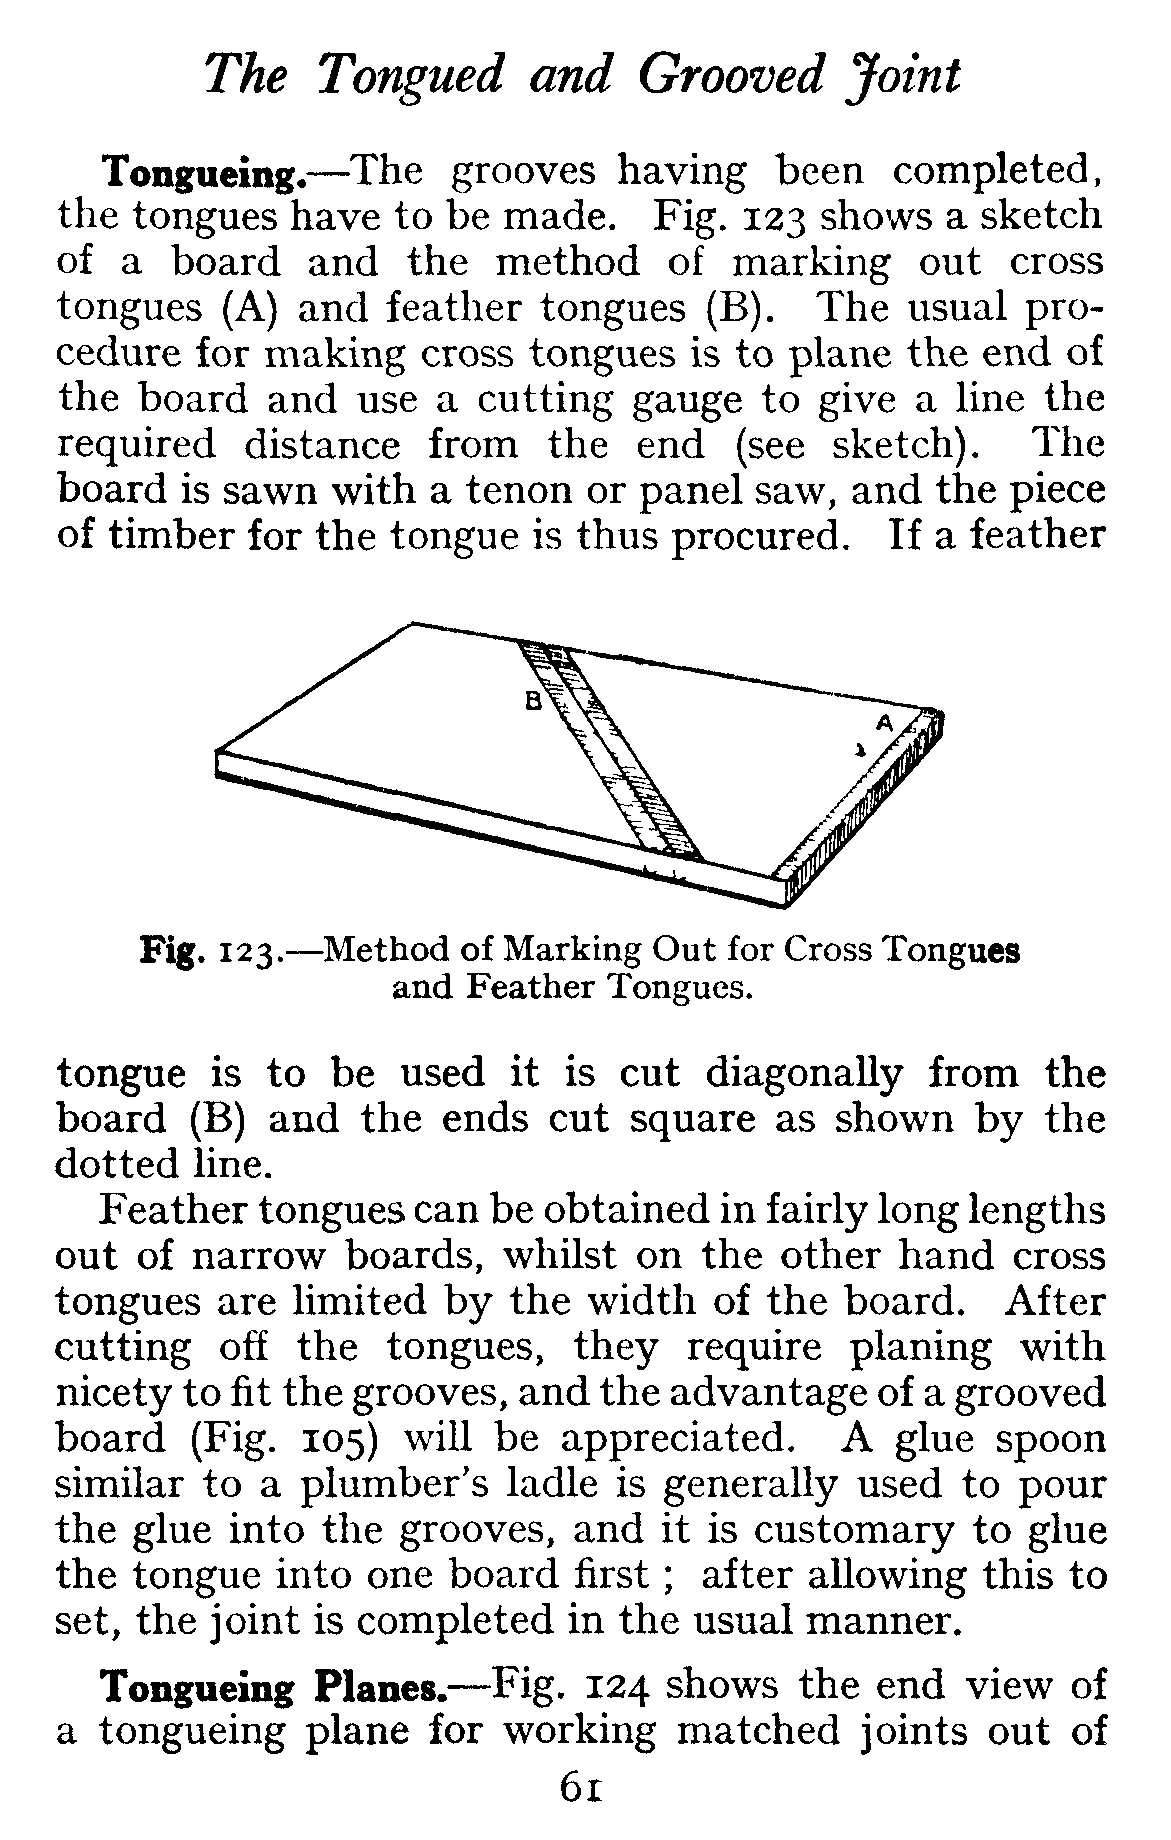 The Tongued and Grooved Joint
Tongueing.—The grooves having been completed,
the tongues have to be made. Fig. 123 shows a sketch
of a board and the method of marking out cross
tongues (A) and feather tongues (B). The usual pro-
cedure for making cross tongues is to plane the end of
the board and use a cutting gauge to give a line the
required distance from the end (see sketch). The
board is sawn with a tenon or panel saw, and the piece
of timber for the tongue is thus procured. If a feather
B
A
Fig. 123.—Method of Marking Out for Cross Tongues
and Feather Tongues.
tongue is to be used it is cut diagonally from the
board (B) and the ends cut square as shown by the
dotted line.
Feather tongues can be obtained in fairly long lengths
out of narrow boards, whilst on the other hand cross
tongues are limited by the width of the board. After
cutting off the tongues, they require planing with
nicety to fit the grooves, and the advantage of a grooved
board (Fig. 105) will be appreciated. A glue spoon
similar to a plumber's ladle is generally used to pour
the glue into the grooves, and it is customary to glue
the tongue into one board first ; after allowing this to
set, the joint is completed in the usual manner.
Tongueing Planes.—Fig. 124 shows the end view of
a tongueing plane for working matched joints out of
61